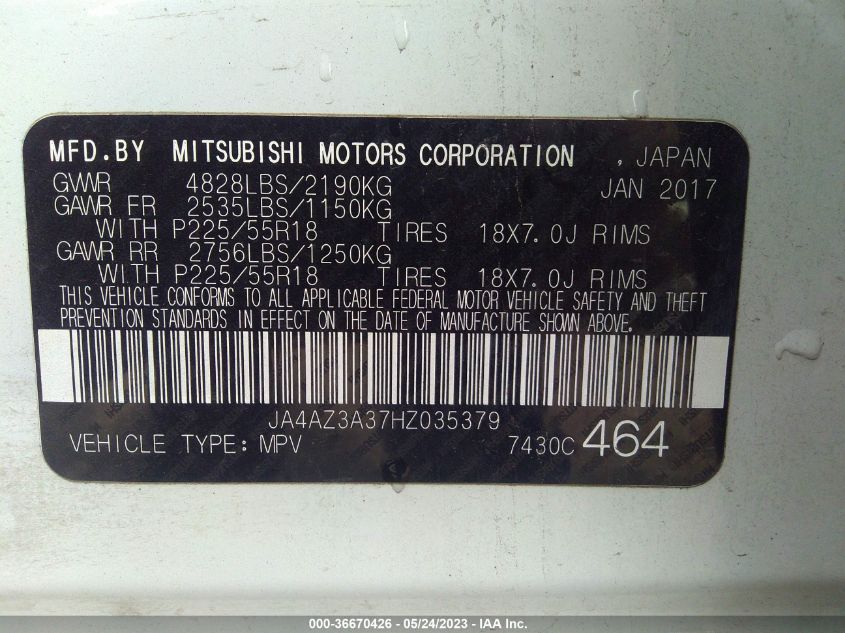 MFD.BY MITSUBISHI MOTORS CORPORATION , JAPAN
GVWR 4828LBS/2190KG JAN 2017
GAWR FR 2535LBS/1150KG
WITH P225/55R18 TIRES 18X7.0J RIMS
GAWR RR 2756LBS/1250KG
WITH P225/55R18 TIRES 18X7.0J RIMS
THIS VEHICLE CONFORMS TO ALL APPLICABLE FEDERAL MOTOR VEHICLE SAFETY AND THEFT
PREVENTION STANDARDS IN EFFECT ON THE DATE OF MANUFACTURE SHOWN ABOVE.
JA4AZ3A37HZ035379
VEHICLE TYPE: MPV 7430C 464
000-36670426 - 05/24/2023 - IAA Inc.